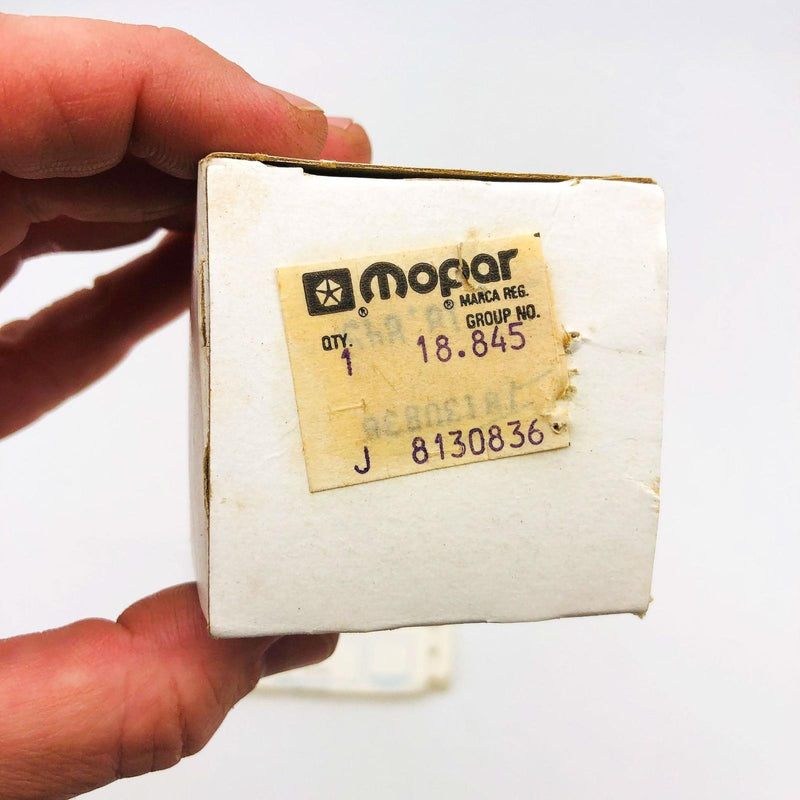 mopar
® ® MARCA REG.
QTY. GROUP NO.
1 18.845
J 8130836